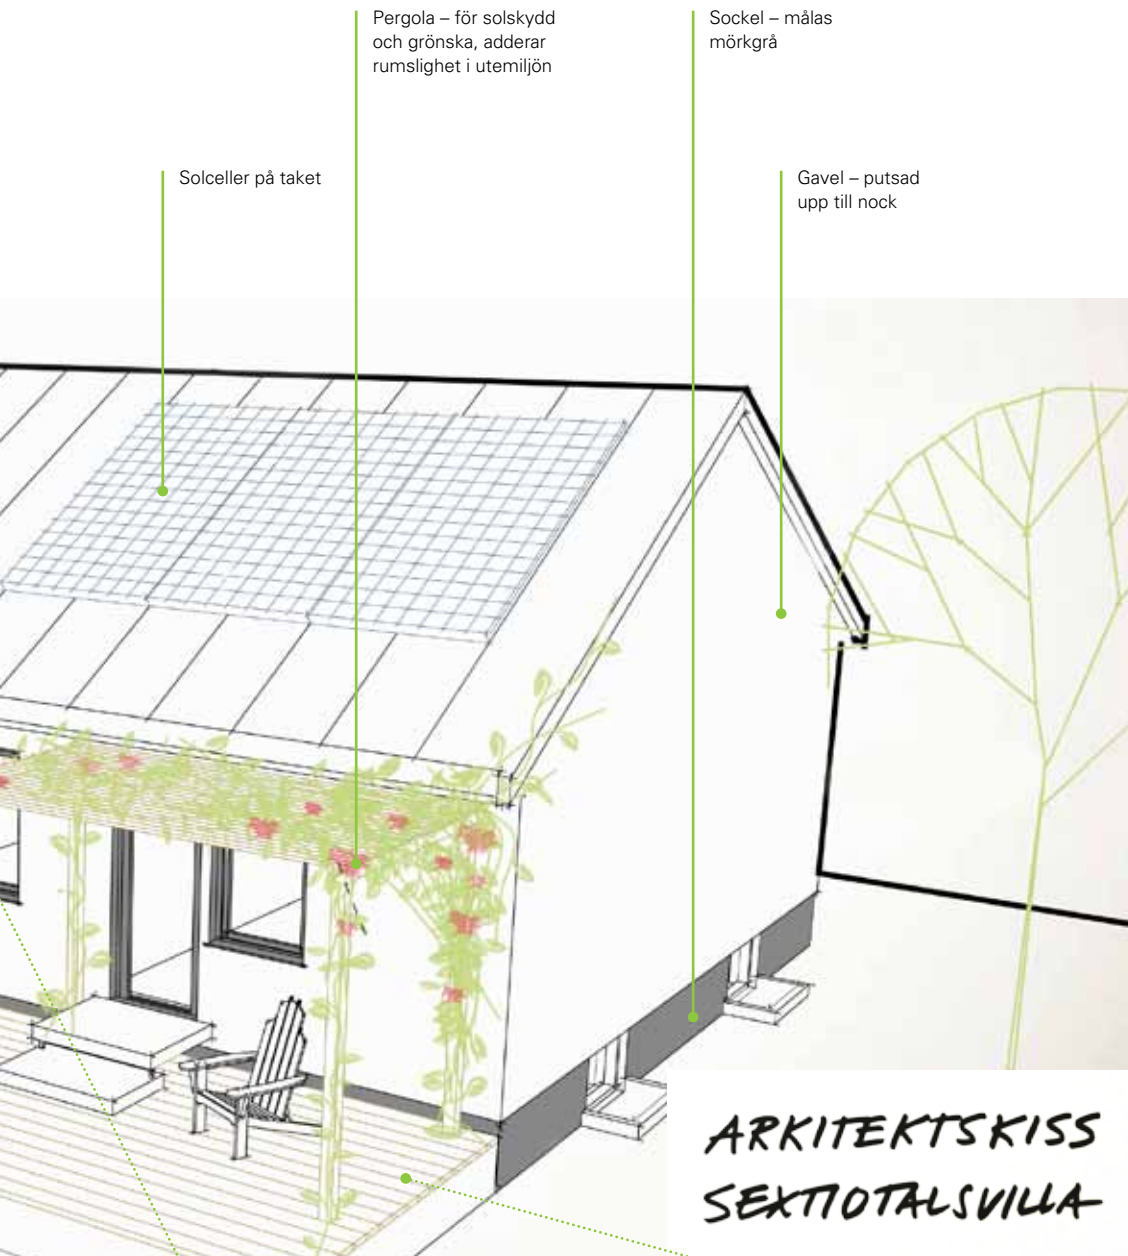 Pergola – för solskydd
och grönska, adderar
rumslighet i utemiljön
Sockel – målas
mörkgrå
Solceller på taket
Gavel – putsad
upp till nock
ARKITEKTSKISS
SEXTIOTALSVILLA